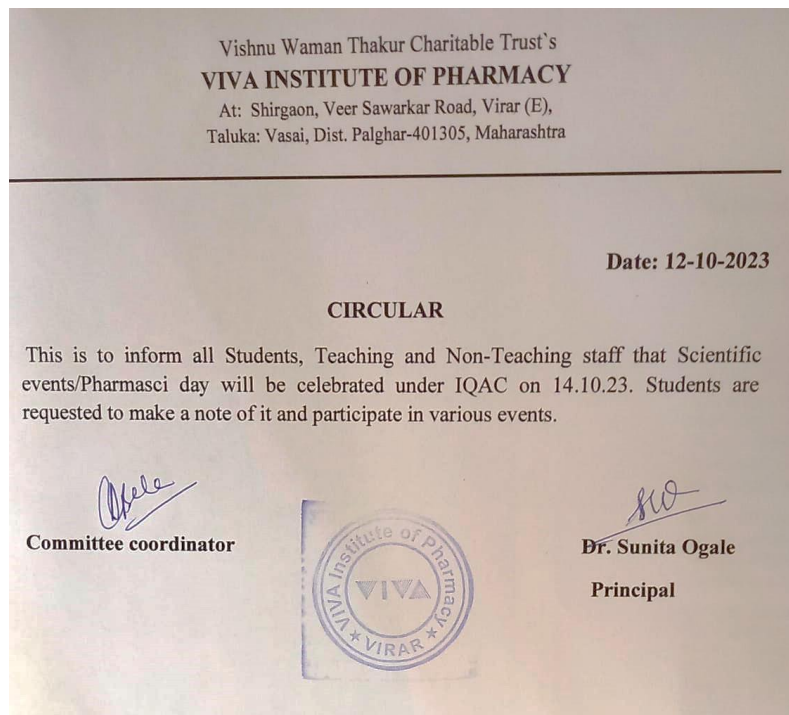 Vishnu Waman Thakur Charitable Trust`s
VIVA INSTITUTE OF PHARMACY
At: Shirgaon, Veer Sawarkar Road, Virar (E),
Taluka: Vasai, Dist. Palghar-401305, Maharashtra
Date: 12-10-2023
CIRCULAR
This is to inform all Students, Teaching and Non-Teaching staff that Scientific
events/Pharmasci day will be celebrated under IQAC on 14.10.23. Students are
requested to make a note of it and participate in various events.
Committee coordinator
Dr. Sunita Ogale
Principal
VIVA Institute of Pharmacy
VIVA
★ VIRAR ★